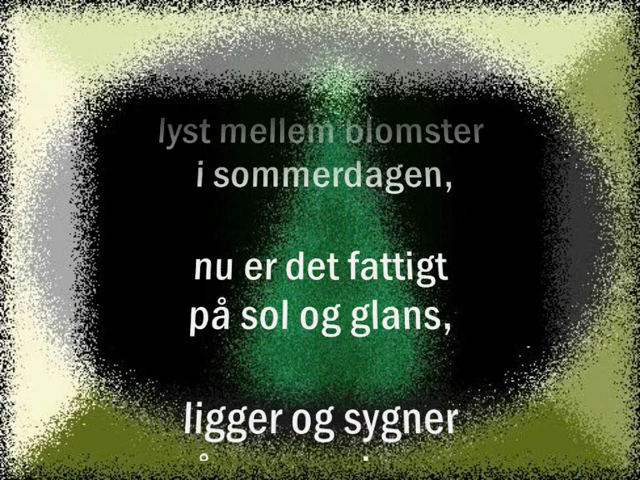 lyst mellem blomster
i sommerdagen,
nu er det fattigt
på sol og glans,
ligger og sygner